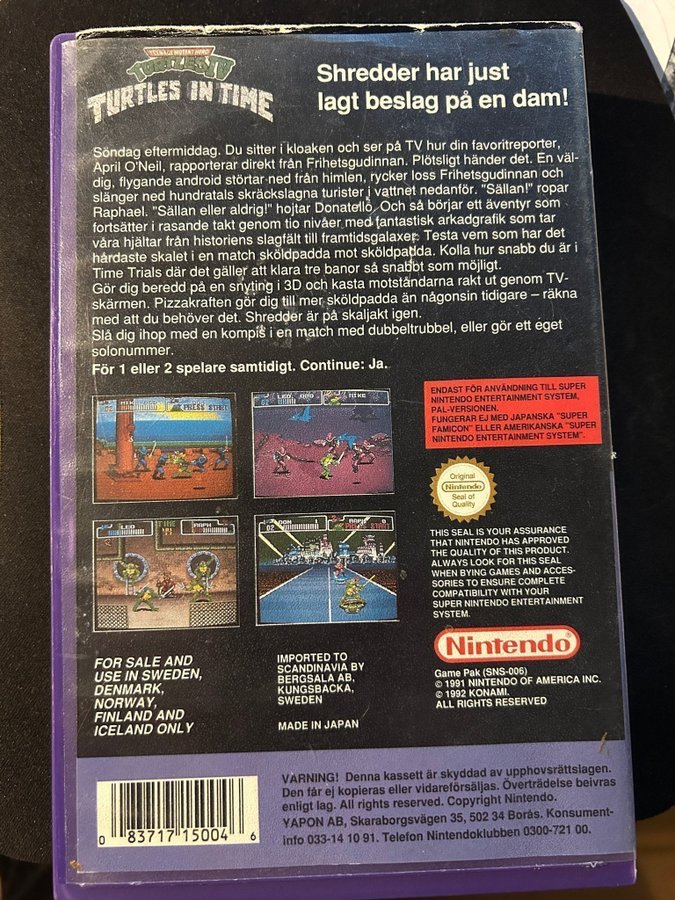 TEENAGE MUTANT HERO
TURTLES IV
TURTLES IN TIME
Shredder har just
lagt beslag på en dam!
Söndag eftermiddag. Du sitter i kloaken och ser på TV hur din favoritreporter,
April O'Neil, rapporterar direkt från Frihetsgudinnan. Plötsligt händer det. En väl-
dig, flygande android störtar ned från himlen, rycker loss Frihetsgudinnan och
slänger ned hundratals skräckslagna turister i vattnet nedanför. "Sällan!" ropar
Raphael. "Sällan eller aldrig!" hojtar Donatello. Och så börjar ett äventyr som
fortsätter i rasande takt genom tio nivåer med fantastisk arkadgrafik som tar
våra hjältar från historiens slagfält till framtidsgalaxer. Testa vem som har det
hårdaste skalet i en match sköldpadda mot sköldpadda. Kolla hur snabb du är i
Time Trials där det gäller att klara tre banor så snabbt som möjligt.
Gör dig beredd på en snyting i 3D och kasta motståndarna rakt ut genom TV-
skärmen. Pizzakraften gör dig till mer sköldpadda än någonsin tidigare – räkna
med att du behöver det. Shredder är på skaljakt igen.
Slå dig ihop med en kompis i en match med dubbeltrubbel, eller gör ett eget
solonummer.
För 1 eller 2 spelare samtidigt. Continue: Ja.
PRESS START
LEO
MIKE
LEO
TIME
RAPH
DON
02
RAPH
0
PRESS START
ENDAST FÖR ANVÄNDNING TILL SUPER
NINTENDO ENTERTAINMENT SYSTEM,
PAL-VERSIONEN.
FUNGERAR EJ MED JAPANSKA "SUPER
FAMICON" ELLER AMERIKANSKA "SUPER
NINTENDO ENTERTAINMENT SYSTEM".
Original
Nintendo
Seal of
Quality
THIS SEAL IS YOUR ASSURANCE
THAT NINTENDO HAS APPROVED
THE QUALITY OF THIS PRODUCT.
ALWAYS LOOK FOR THIS SEAL
WHEN BYING GAMES AND ACCES-
SORIES TO ENSURE COMPLETE
COMPATIBILITY WITH YOUR
SUPER NINTENDO ENTERTAINMENT
SYSTEM.
Nintendo
Game Pak (SNS-006)
© 1991 NINTENDO OF AMERICA INC.
© 1992 KONAMI.
ALL RIGHTS RESERVED
FOR SALE AND
USE IN SWEDEN,
DENMARK,
NORWAY,
FINLAND AND
ICELAND ONLY
IMPORTED TO
SCANDINAVIA BY
BERGSALA AB,
KUNGSBACKA,
SWEDEN
MADE IN JAPAN
0 83717 15004 6
VARNING! Denna kassett är skyddad av upphovsrättslagen.
Den får ej kopieras eller vidareförsäljas. Överträdelse beivras
enligt lag. All rights reserved. Copyright Nintendo.
YAPON AB, Skaraborgsvägen 35, 502 34 Borås. Konsument-
info 033-14 10 91. Telefon Nintendoklubben 0300-721 00.